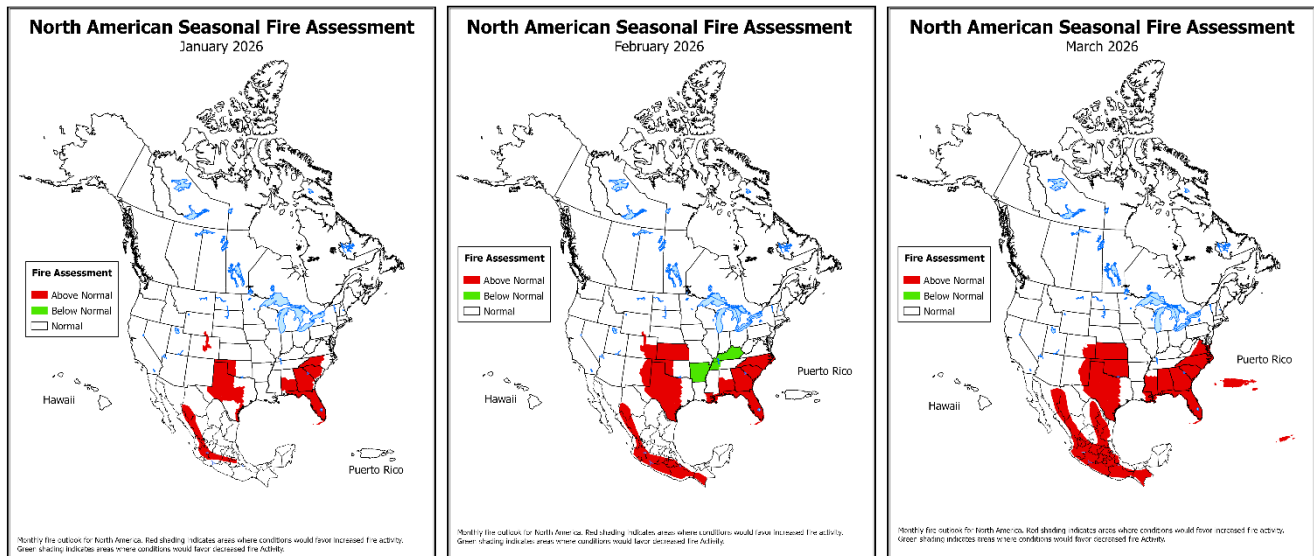 North American Seasonal Fire Assessment
January 2026
Fire Assessment
Above Normal
Below Normal
Normal
Hawaii
Puerto Rico
Monthly fire outlook for North America. Red shading indicates areas where conditions would favor increased fire activity.
Green shading indicates areas where conditions would favor decreased fire Activity.
North American Seasonal Fire Assessment
February 2026
Fire Assessment
Above Normal
Below Normal
Normal
Puerto Rico
Hawaii
Monthly fire outlook for North America. Red shading indicates areas where conditions would favor increased fire activity.
Green shading indicates areas where conditions would favor decreased fire Activity.
North American Seasonal Fire Assessment
March 2026
Fire Assessment
Above Normal
Below Normal
Normal
Puerto Rico
Hawaii
Monthly fire outlook for North America. Red shading indicates areas where conditions would favor increased fire activity.
Green shading indicates areas where conditions would favor decreased fire Activity.